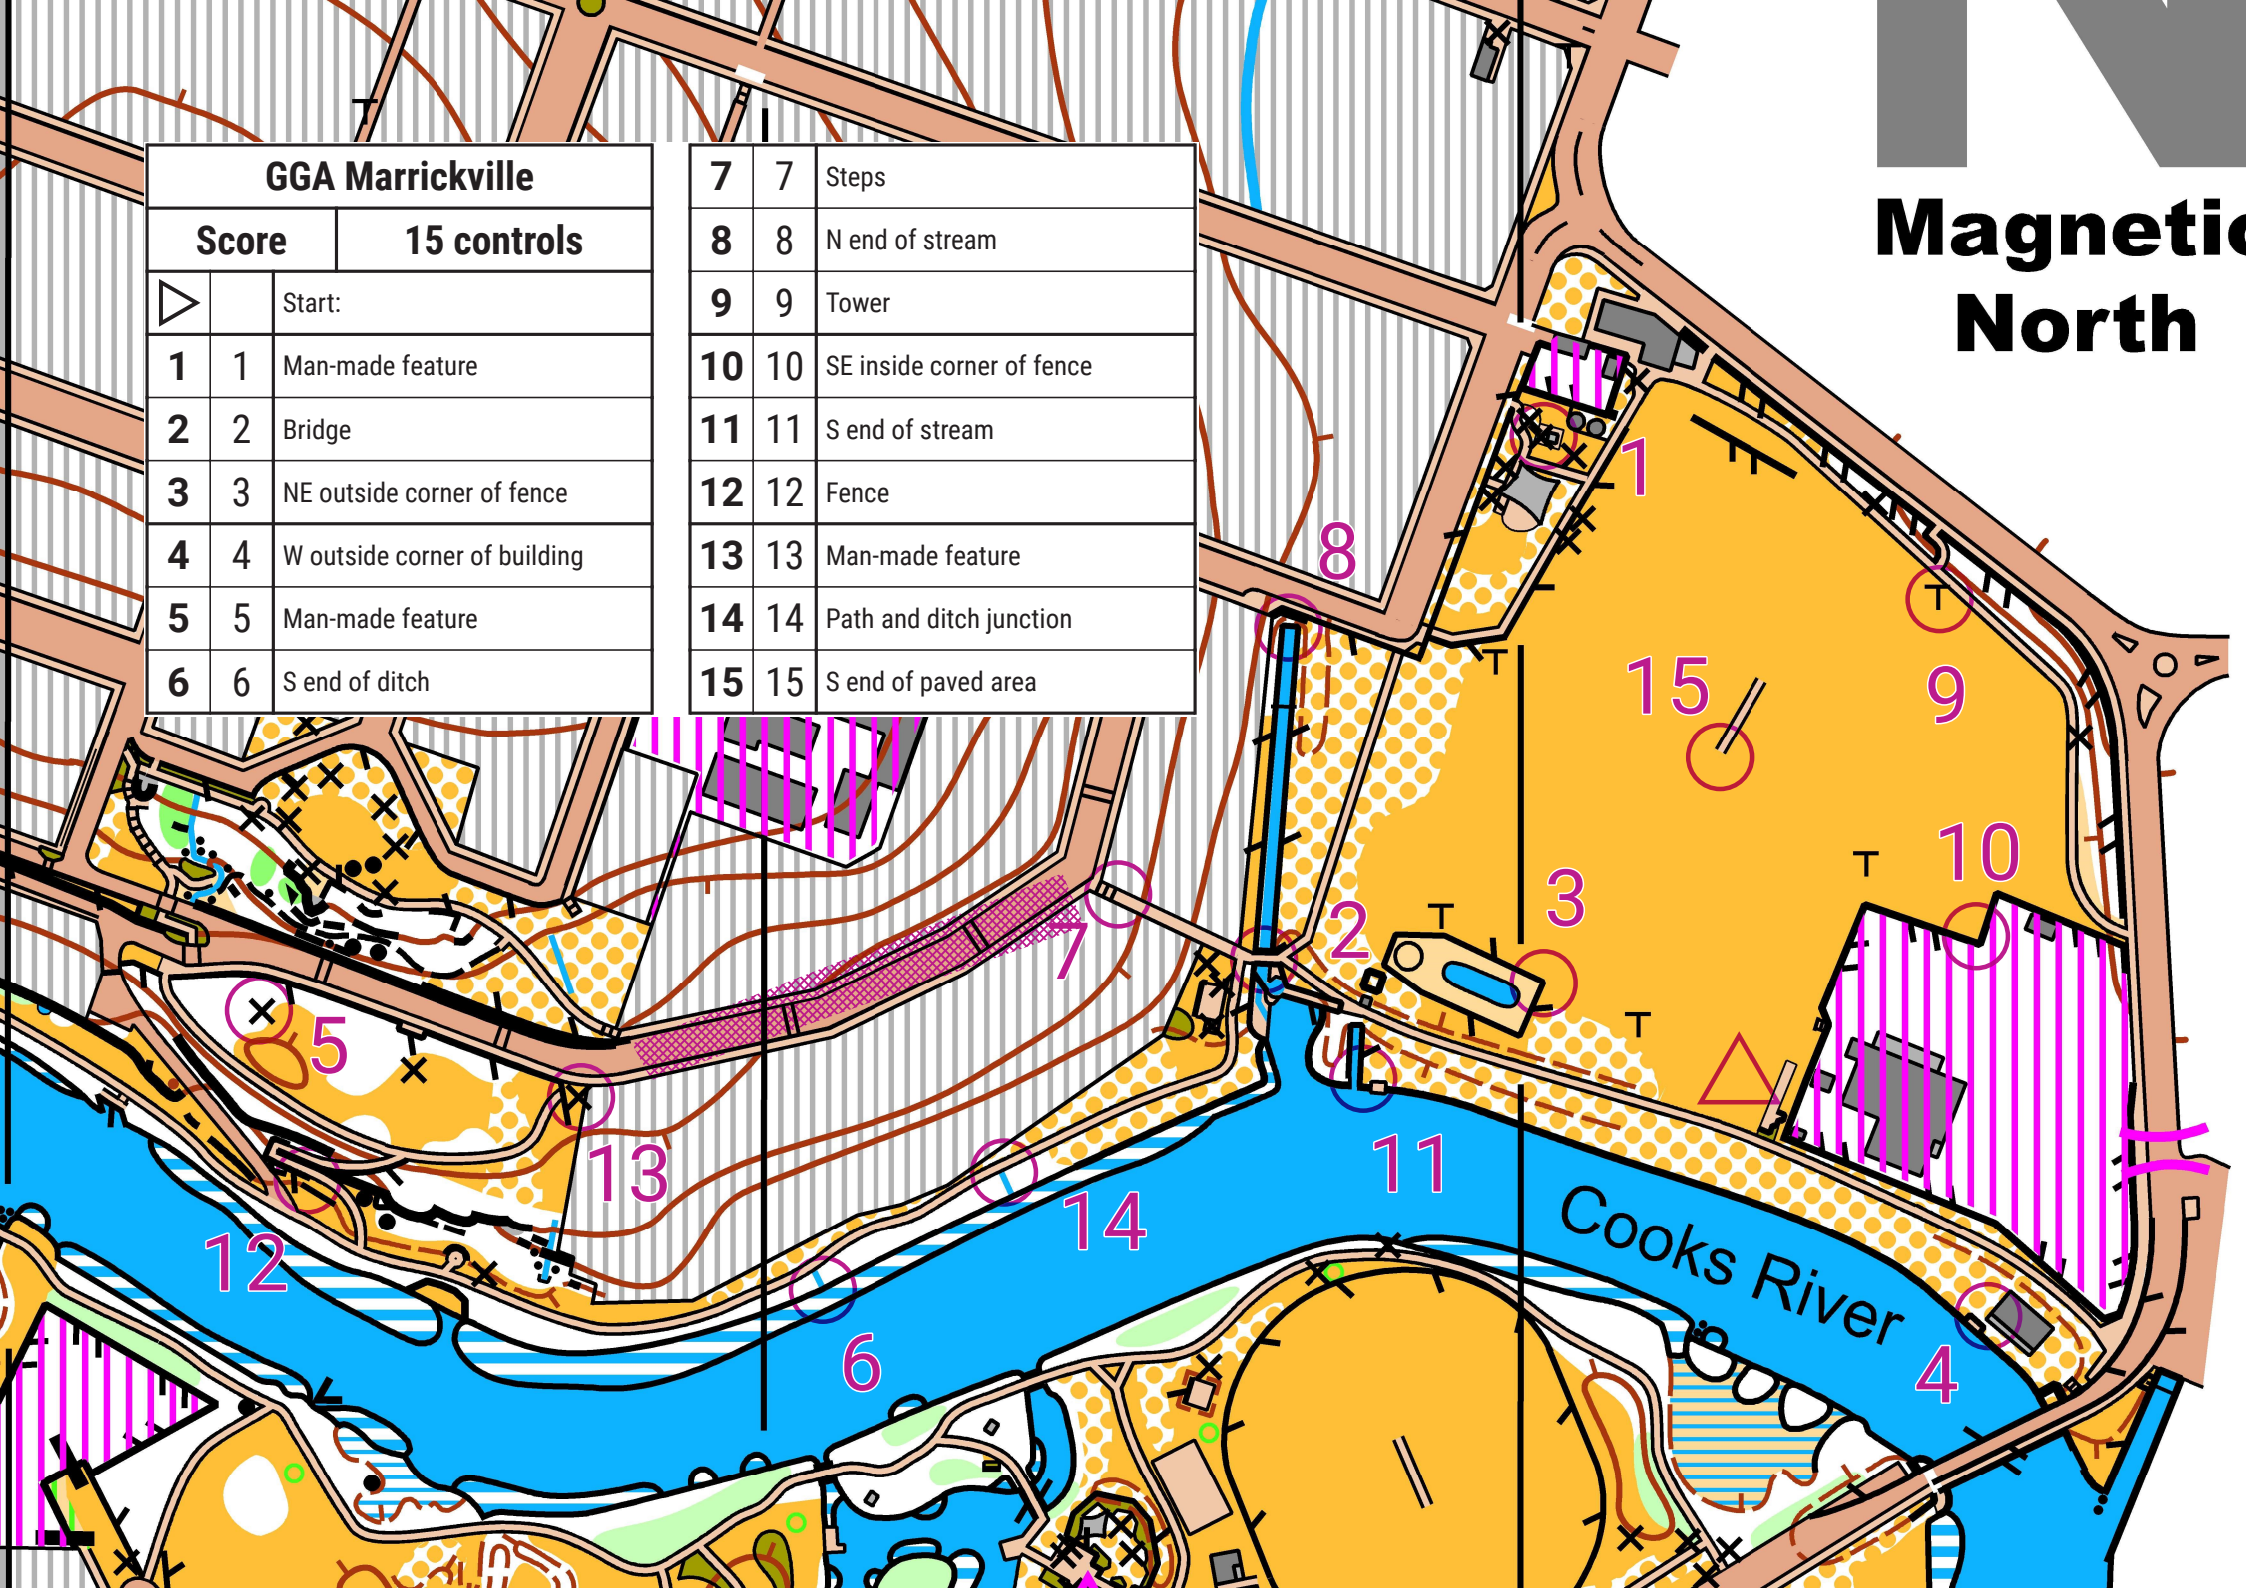 GGA Marrickville
Score 15 controls
Start:
1 1 Man-made feature
2 2 Bridge
3 3 NE outside corner of fence
4 4 W outside corner of building
5 5 Man-made feature
6 6 S end of ditch
7 7 Steps
8 8 N end of stream
9 9 Tower
10 10 SE inside corner of fence
11 11 S end of stream
12 12 Fence
13 13 Man-made feature
14 14 Path and ditch junction
15 15 S end of paved area
Magnetic
North
1
8
15
9
10
3
2
7
5
11
13
14
12
Cooks River
6
4